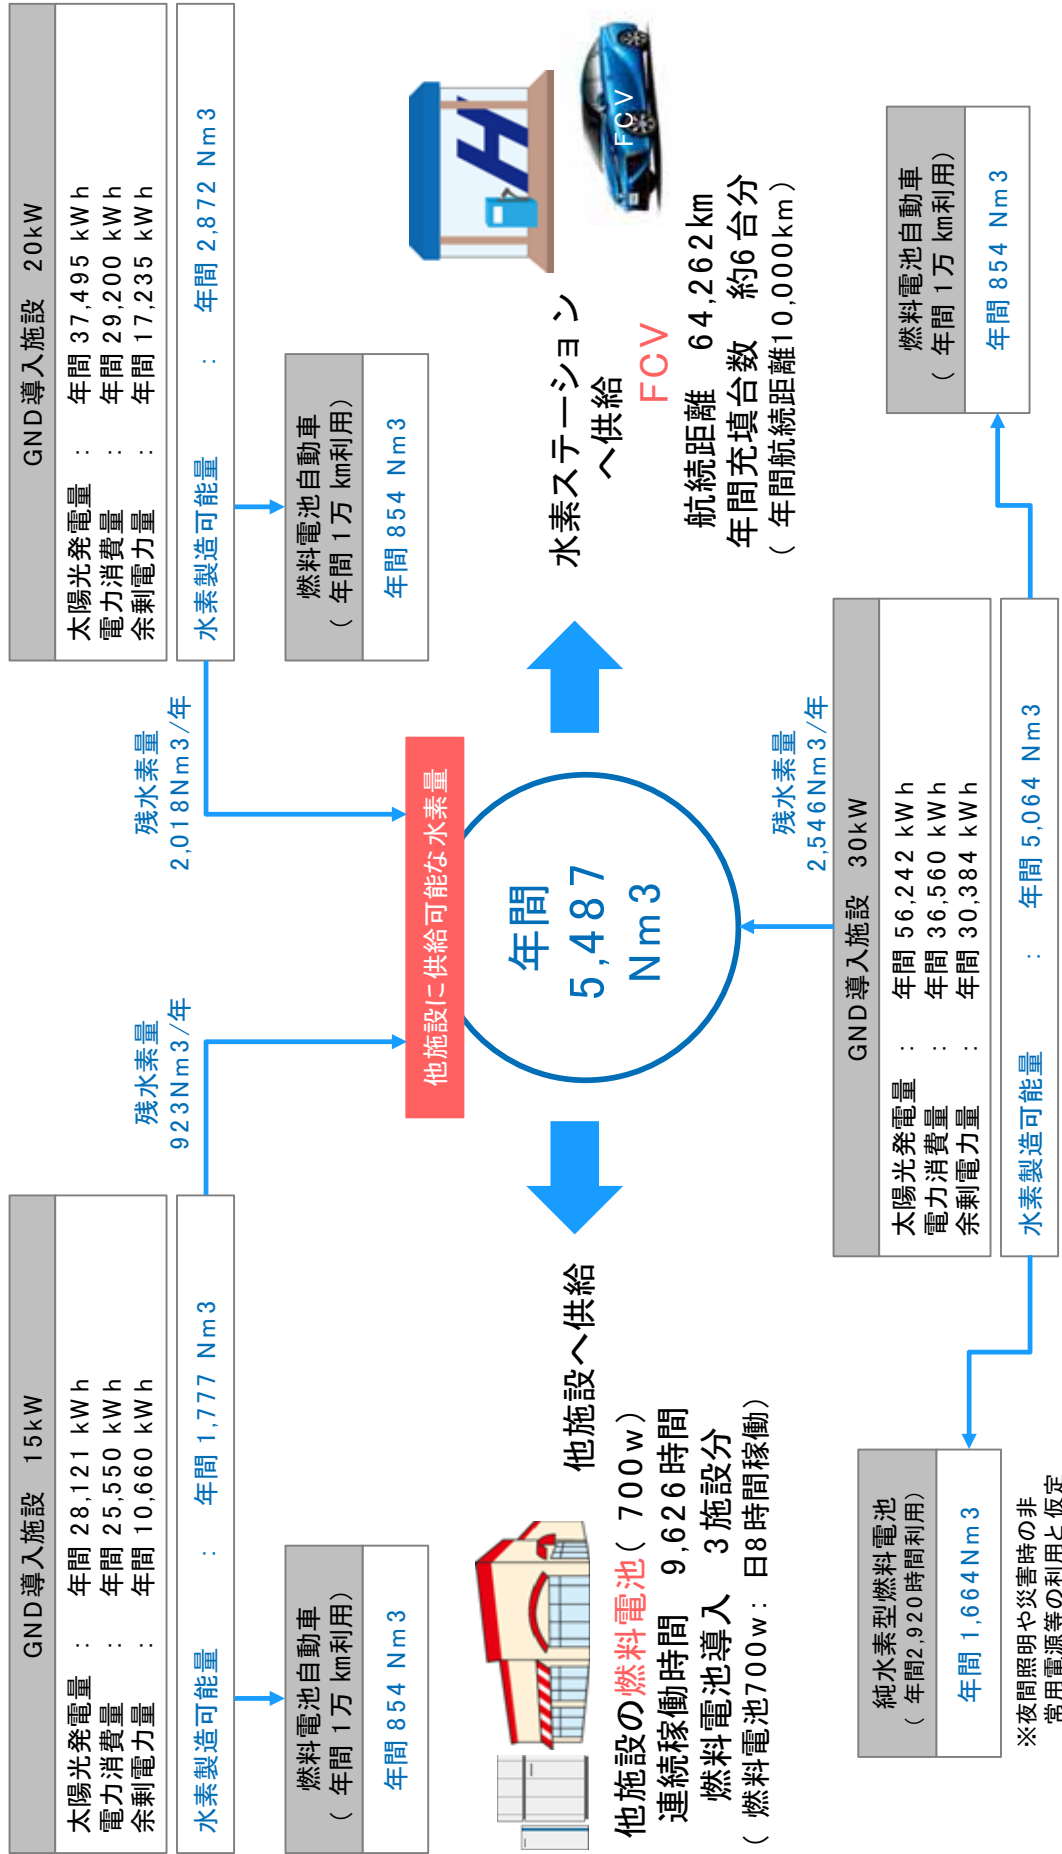 GND導入施設 15kW
太陽光発電量 : 年間 28,121 kWh
電力消費量 : 年間 25,550 kWh
余剰電力量 : 年間 10,660 kWh
水素製造可能量 : 年間 1,777 Nm3
燃料電池自動車
( 年間 1万 km利用)
年間 854 Nm3
残水素量
923Nm3/年
GND導入施設 20kW
太陽光発電量 : 年間 37,495 kWh
電力消費量 : 年間 29,200 kWh
余剰電力量 : 年間 17,235 kWh
水素製造可能量 : 年間 2,872 Nm3
残水素量
2,018Nm3/年
燃料電池自動車
( 年間 1万 km利用)
年間 854 Nm3
他施設に供給可能な水素量
年間
5,487
Nm3
他施設へ供給
他施設の燃料電池( 700w)
連続稼働時間 9,626時間
燃料電池導入 3施設分
( 燃料電池700w: 日8時間稼働)
水素ステーション
へ供給
H
FCV
FCV
航続距離 64,262km
年間充填台数 約6台分
( 年間航続距離10,000km)
残水素量
2,546Nm3/年
GND導入施設 30kW
太陽光発電量 : 年間 56,242 kWh
電力消費量 : 年間 36,560 kWh
余剰電力量 : 年間 30,384 kWh
水素製造可能量 : 年間 5,064 Nm3
純水素型燃料電池
( 年間2,920時間利用)
年間 1,664Nm3
※夜間照明や災害時の非
常用電源等の利用と仮定
燃料電池自動車
( 年間 1万 km利用)
年間 854 Nm3